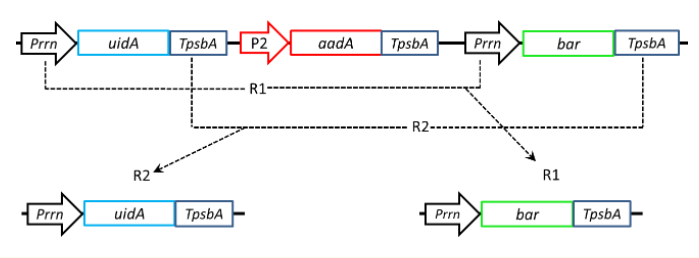 Prrn uidA TpsbA P2 aadA TpsbA Prrn bar TpsbA
R1
R2
R2 R1
Prrn uidA TpsbA Prrn bar TpsbA